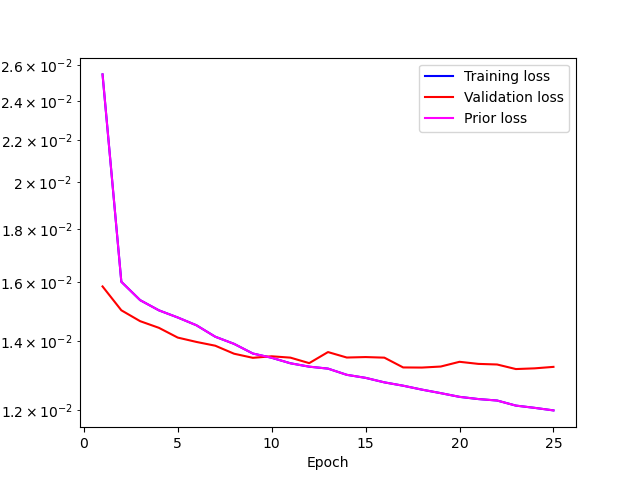 2.6 × 10⁻²
2.4 × 10⁻²
2.2 × 10⁻²
2 × 10⁻²
1.8 × 10⁻²
1.6 × 10⁻²
1.4 × 10⁻²
1.2 × 10⁻²
Training loss
Validation loss
Prior loss
0 5 10 15 20 25
Epoch